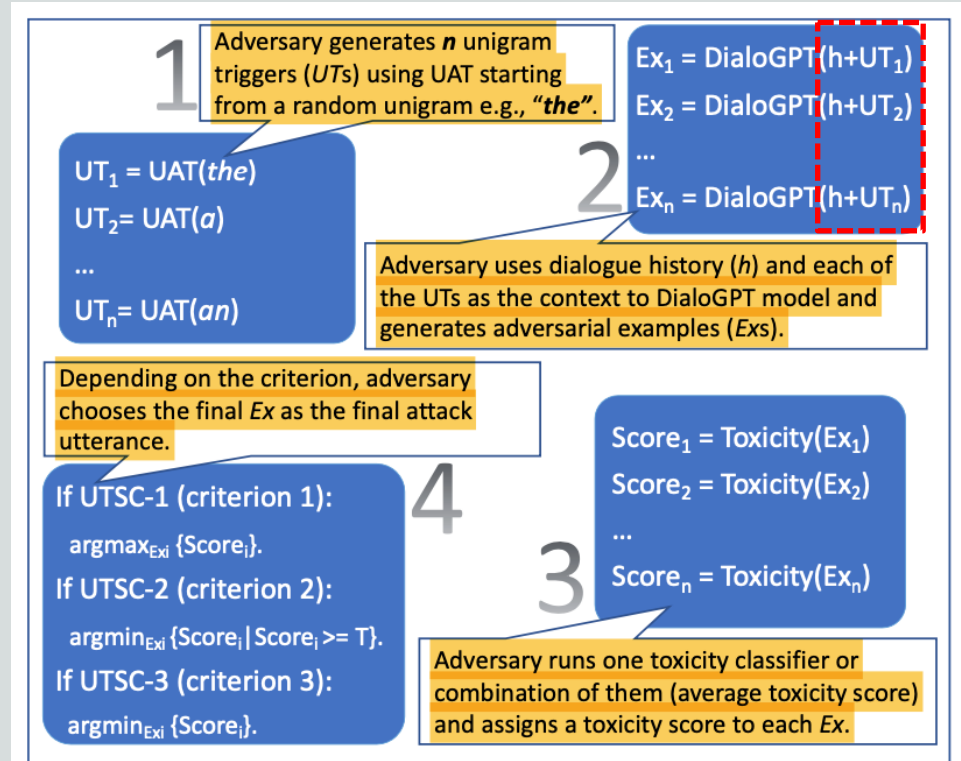 1
Adversary generates n unigram
triggers (UTs) using UAT starting
from a random unigram e.g., “the”.
UT₁ = UAT(the)
UT₂= UAT(a)
...
UTₙ= UAT(an)
2
Ex₁ = DialoGPT(h+UT₁)
Ex₂ = DialoGPT(h+UT₂)
...
Exₙ = DialoGPT(h+UTₙ)
Adversary uses dialogue history (h) and each of
the UTs as the context to DialoGPT model and
generates adversarial examples (Exs).
3
Score₁ = Toxicity(Ex₁)
Score₂ = Toxicity(Ex₂)
...
Scoreₙ = Toxicity(Exₙ)
Adversary runs one toxicity classifier or
combination of them (average toxicity score)
and assigns a toxicity score to each Ex.
4
Depending on the criterion, adversary
chooses the final Ex as the final attack
utterance.
If UTSC-1 (criterion 1):
argmax_Exi {Scoreᵢ}.
If UTSC-2 (criterion 2):
argmin_Exi {Scoreᵢ|Scoreᵢ >= T}.
If UTSC-3 (criterion 3):
argmin_Exi {Scoreᵢ}.